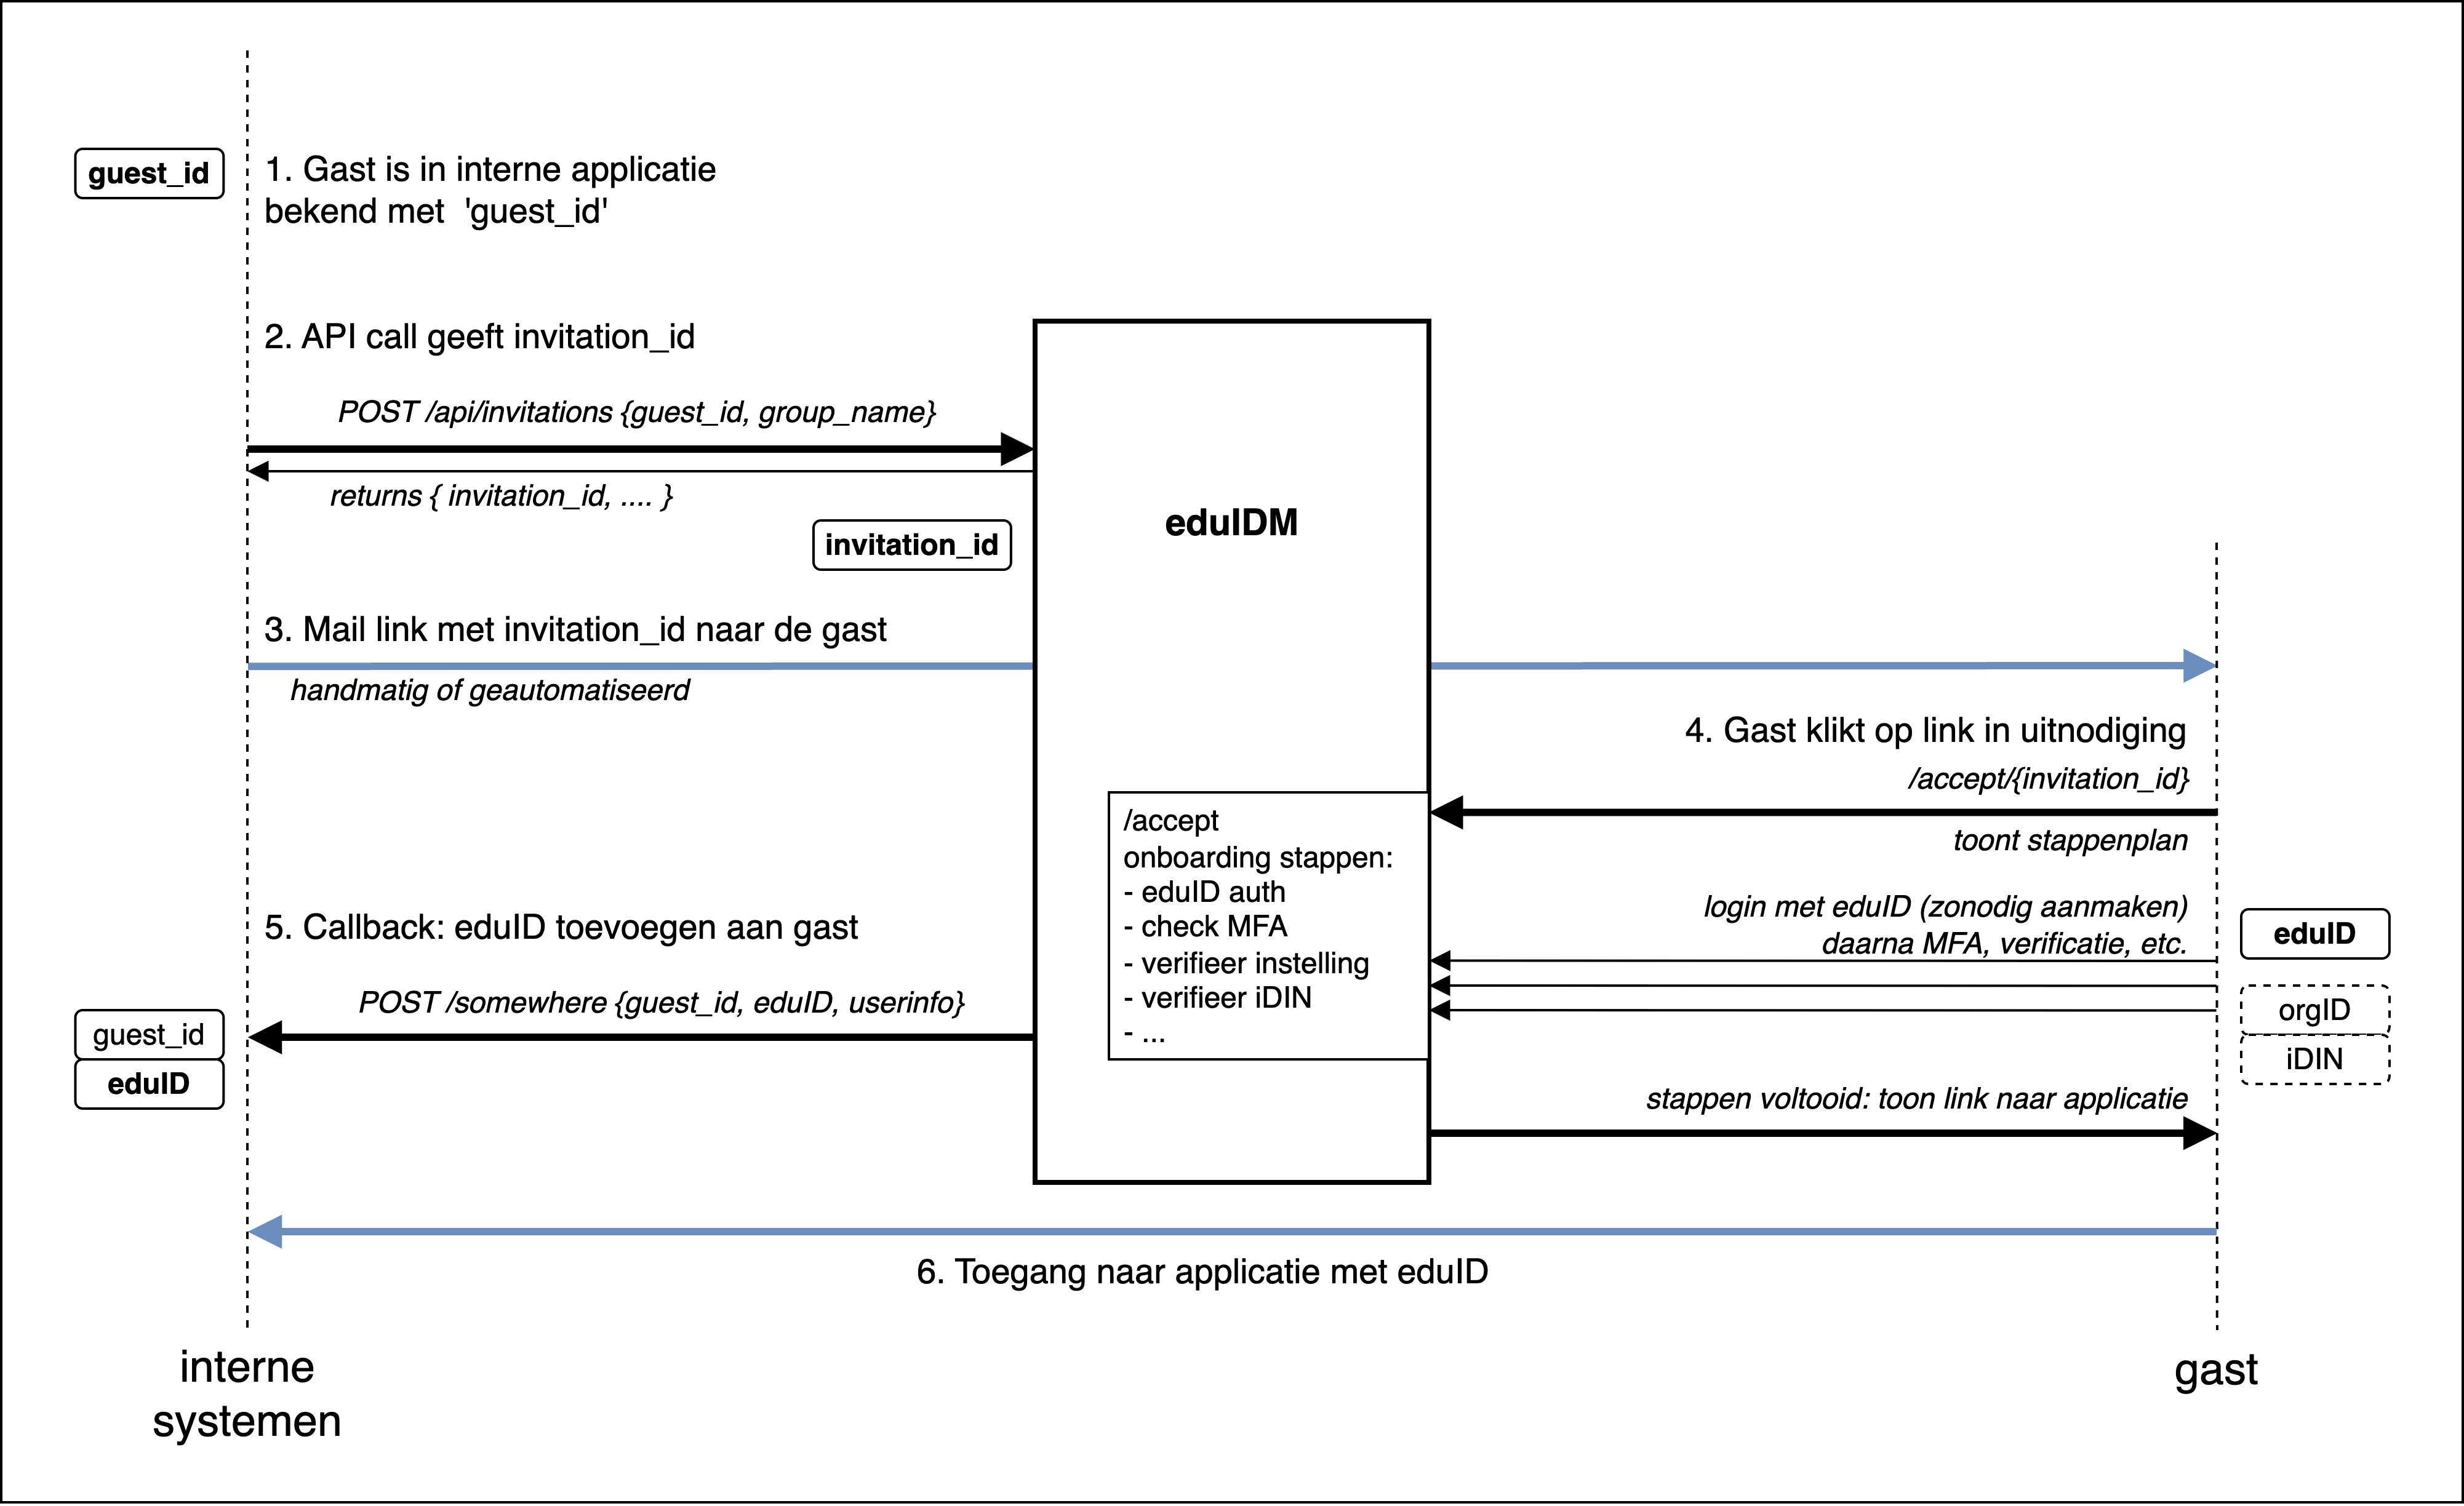 guest_id
1. Gast is in interne applicatie
bekend met 'guest_id'
2. API call geeft invitation_id
POST /api/invitations {guest_id, group_name}
returns { invitation_id, .... }
invitation_id
eduIDM
3. Mail link met invitation_id naar de gast
handmatig of geautomatiseerd
4. Gast klikt op link in uitnodiging
/accept/{invitation_id}
toont stappenplan
/accept
onboarding stappen:
- eduID auth
- check MFA
- verifieer instelling
- verifieer iDIN
- ...
login met eduID (zonodig aanmaken)
daarna MFA, verificatie, etc.
eduID
orgID
iDIN
5. Callback: eduID toevoegen aan gast
POST /somewhere {guest_id, eduID, userinfo}
guest_id
eduID
stappen voltooid: toon link naar applicatie
6. Toegang naar applicatie met eduID
interne
systemen
gast